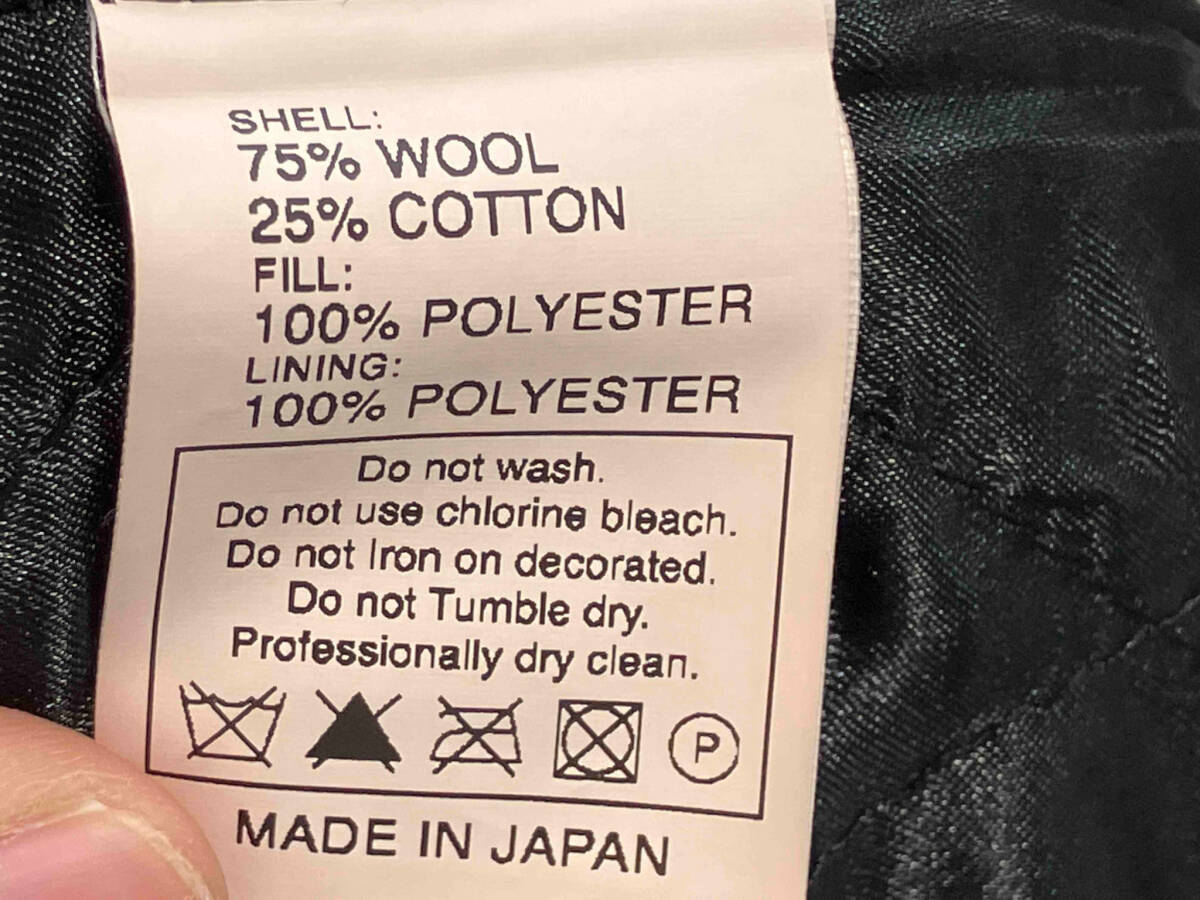 SHELL:
75% WOOL
25% COTTON
FILL:
100% POLYESTER
LINING:
100% POLYESTER
Do not wash.
Do not use chlorine bleach.
Do not Iron on decorated.
Do not Tumble dry.
Professionally dry clean.
P
MADE IN JAPAN